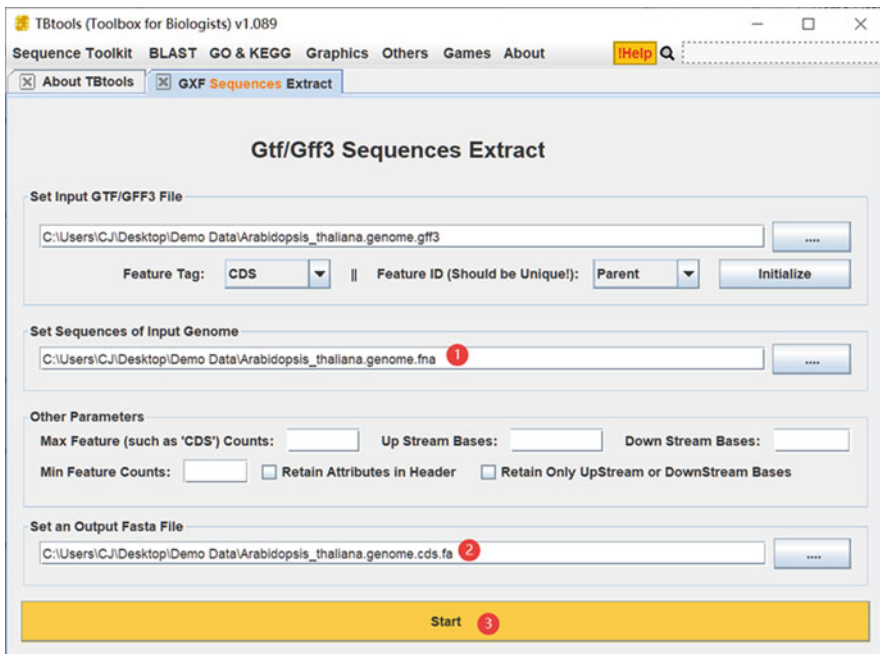 TBtools (Toolbox for Biologists) v1.089
Sequence Toolkit BLAST GO & KEGG Graphics Others Games About !Help
About TBtools GXF Sequences Extract
Gtf/Gff3 Sequences Extract
Set Input GTF/GFF3 File
C:\Users\CJ\Desktop\Demo Data\Arabidopsis_thaliana.genome.gff3 ....
Feature Tag: CDS || Feature ID (Should be Unique!): Parent Initialize
Set Sequences of Input Genome
C:\Users\CJ\Desktop\Demo Data\Arabidopsis_thaliana.genome.fna 1 ....
Other Parameters
Max Feature (such as 'CDS') Counts: Up Stream Bases: Down Stream Bases:
Min Feature Counts: Retain Attributes in Header Retain Only UpStream or DownStream Bases
Set an Output Fasta File
C:\Users\CJ\Desktop\Demo Data\Arabidopsis_thaliana.genome.cds.fa 2 ....
Start 3